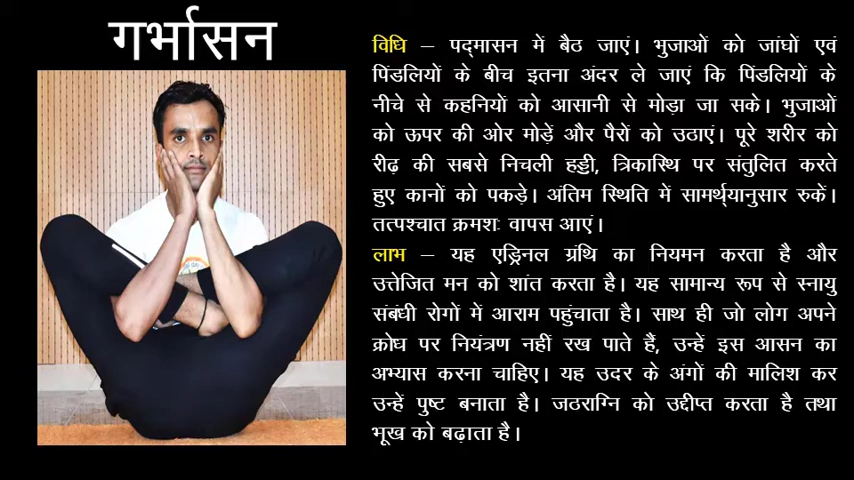 गर्भासन
विधि – पद्मासन में बैठ जाएं। भुजाओं को जांघों एवं
पिंडलियों के बीच इतना अंदर ले जाएं कि पिंडलियों के
नीचे से कहनियों को आसानी से मोड़ा जा सके। भुजाओं
को ऊपर की ओर मोड़ें और पैरों को उठाएं। पूरे शरीर को
रीढ़ की सबसे निचली हड्डी, त्रिकास्थि पर संतुलित करते
हुए कानों को पकड़े। अंतिम स्थिति में सामर्थ्यानुसार रुकें।
तत्पश्चात क्रमशः वापस आएं।
लाभ – यह एड्रिनल ग्रंथि का नियमन करता है और
उत्तेजित मन को शांत करता है। यह सामान्य रूप से स्नायु
संबंधी रोगों में आराम पहुंचाता है। साथ ही जो लोग अपने
क्रोध पर नियंत्रण नहीं रख पाते हैं, उन्हें इस आसन का
अभ्यास करना चाहिए। यह उदर के अंगों की मालिश कर
उन्हें पुष्ट बनाता है। जठराग्नि को उद्दीप्त करता है तथा
भूख को बढ़ाता है।